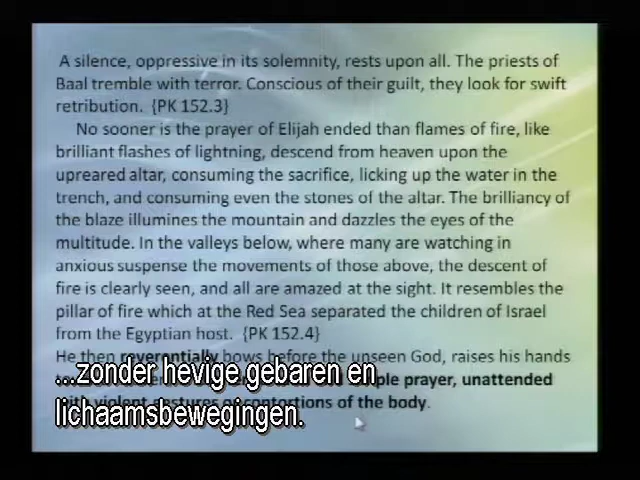 A silence, oppressive in its solemnity, rests upon all. The priests of
Baal tremble with terror. Conscious of their guilt, they look for swift
retribution. {PK 152.3}
No sooner is the prayer of Elijah ended than flames of fire, like
brilliant flashes of lightning, descend from heaven upon the
upreared altar, consuming the sacrifice, licking up the water in the
trench, and consuming even the stones of the altar. The brilliancy of
the blaze illumines the mountain and dazzles the eyes of the
multitude. In the valleys below, where many are watching in
anxious suspense the movements of those above, the descent of
fire is clearly seen, and all are amazed at the sight. It resembles the
pillar of fire which at the Red Sea separated the children of Israel
from the Egyptian host. {PK 152.4}
He then reverentially bows before the unseen God, raises his hands
prayer, unattended
contortions of the body.
...zonder hevige gebaren en
lichaamsbewegingen.